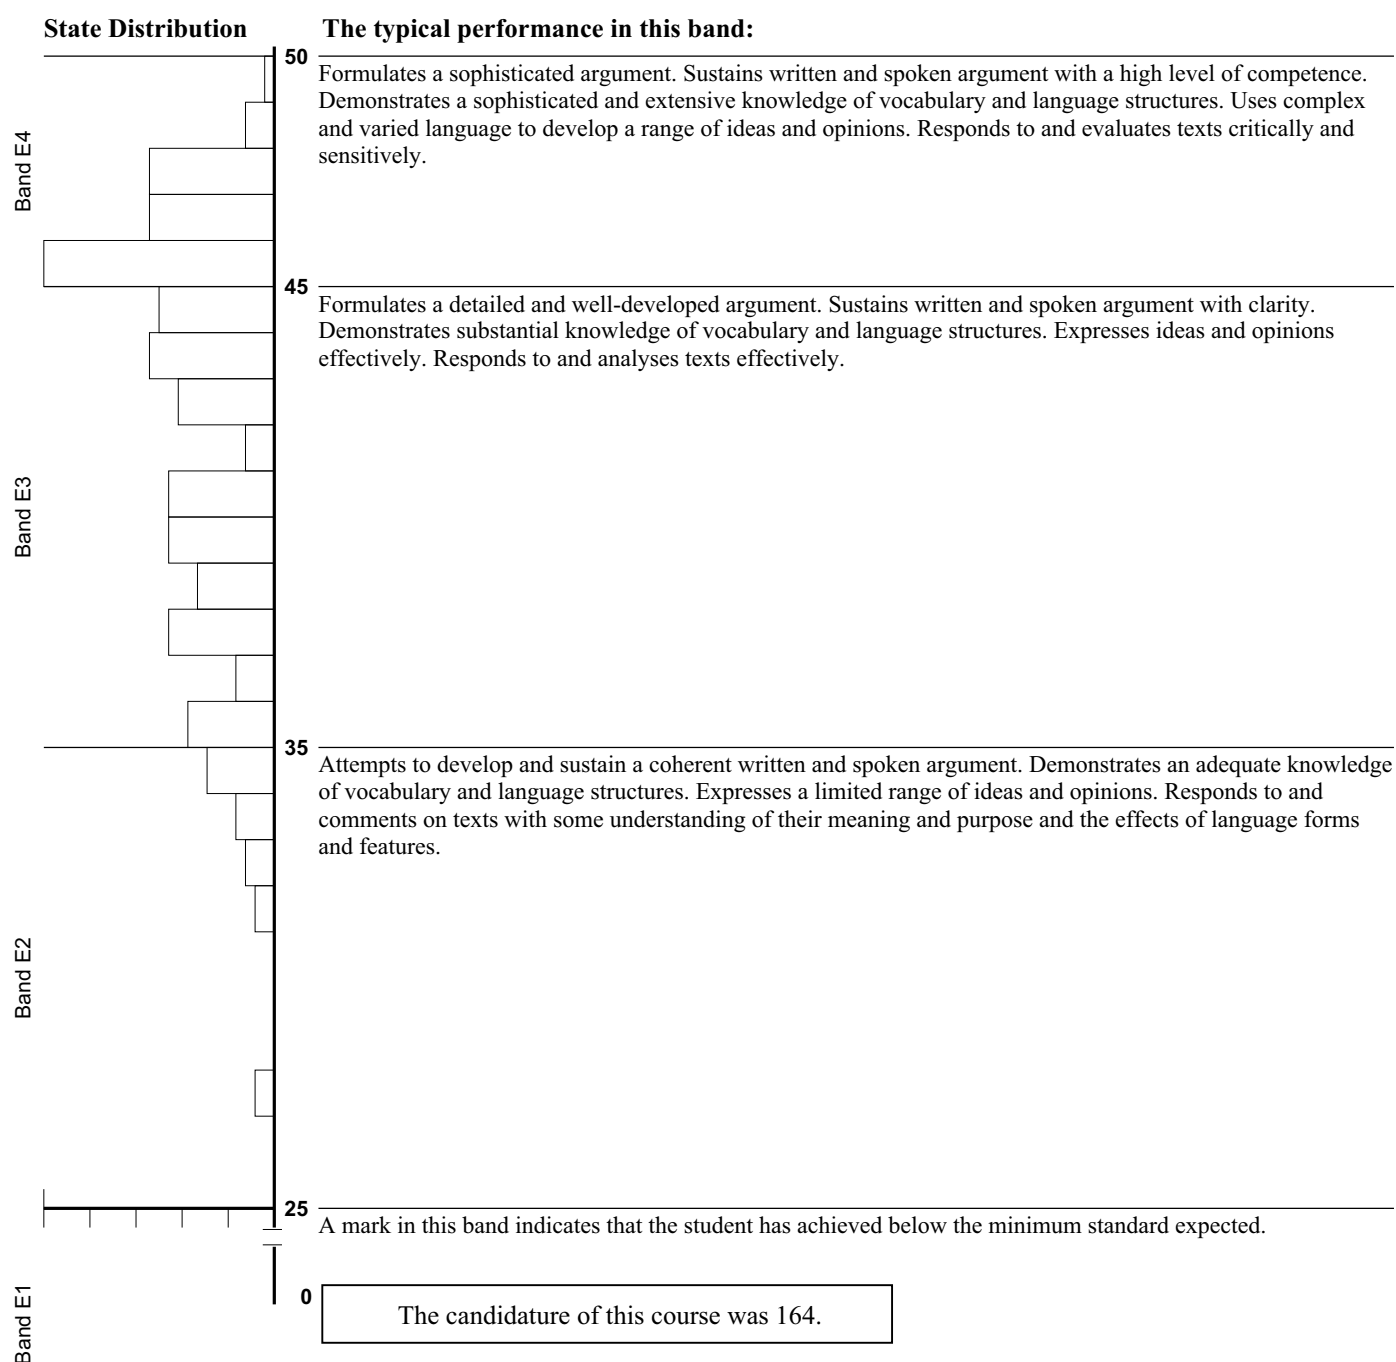 State Distribution
The typical performance in this band:
50
Formulates a sophisticated argument. Sustains written and spoken argument with a high level of competence.
Demonstrates a sophisticated and extensive knowledge of vocabulary and language structures. Uses complex
and varied language to develop a range of ideas and opinions. Responds to and evaluates texts critically and
sensitively.
Band E4
45
Formulates a detailed and well-developed argument. Sustains written and spoken argument with clarity.
Demonstrates substantial knowledge of vocabulary and language structures. Expresses ideas and opinions
effectively. Responds to and analyses texts effectively.
Band E3
35
Attempts to develop and sustain a coherent written and spoken argument. Demonstrates an adequate knowledge
of vocabulary and language structures. Expresses a limited range of ideas and opinions. Responds to and
comments on texts with some understanding of their meaning and purpose and the effects of language forms
and features.
Band E2
25
A mark in this band indicates that the student has achieved below the minimum standard expected.
Band E1
0
The candidature of this course was 164.